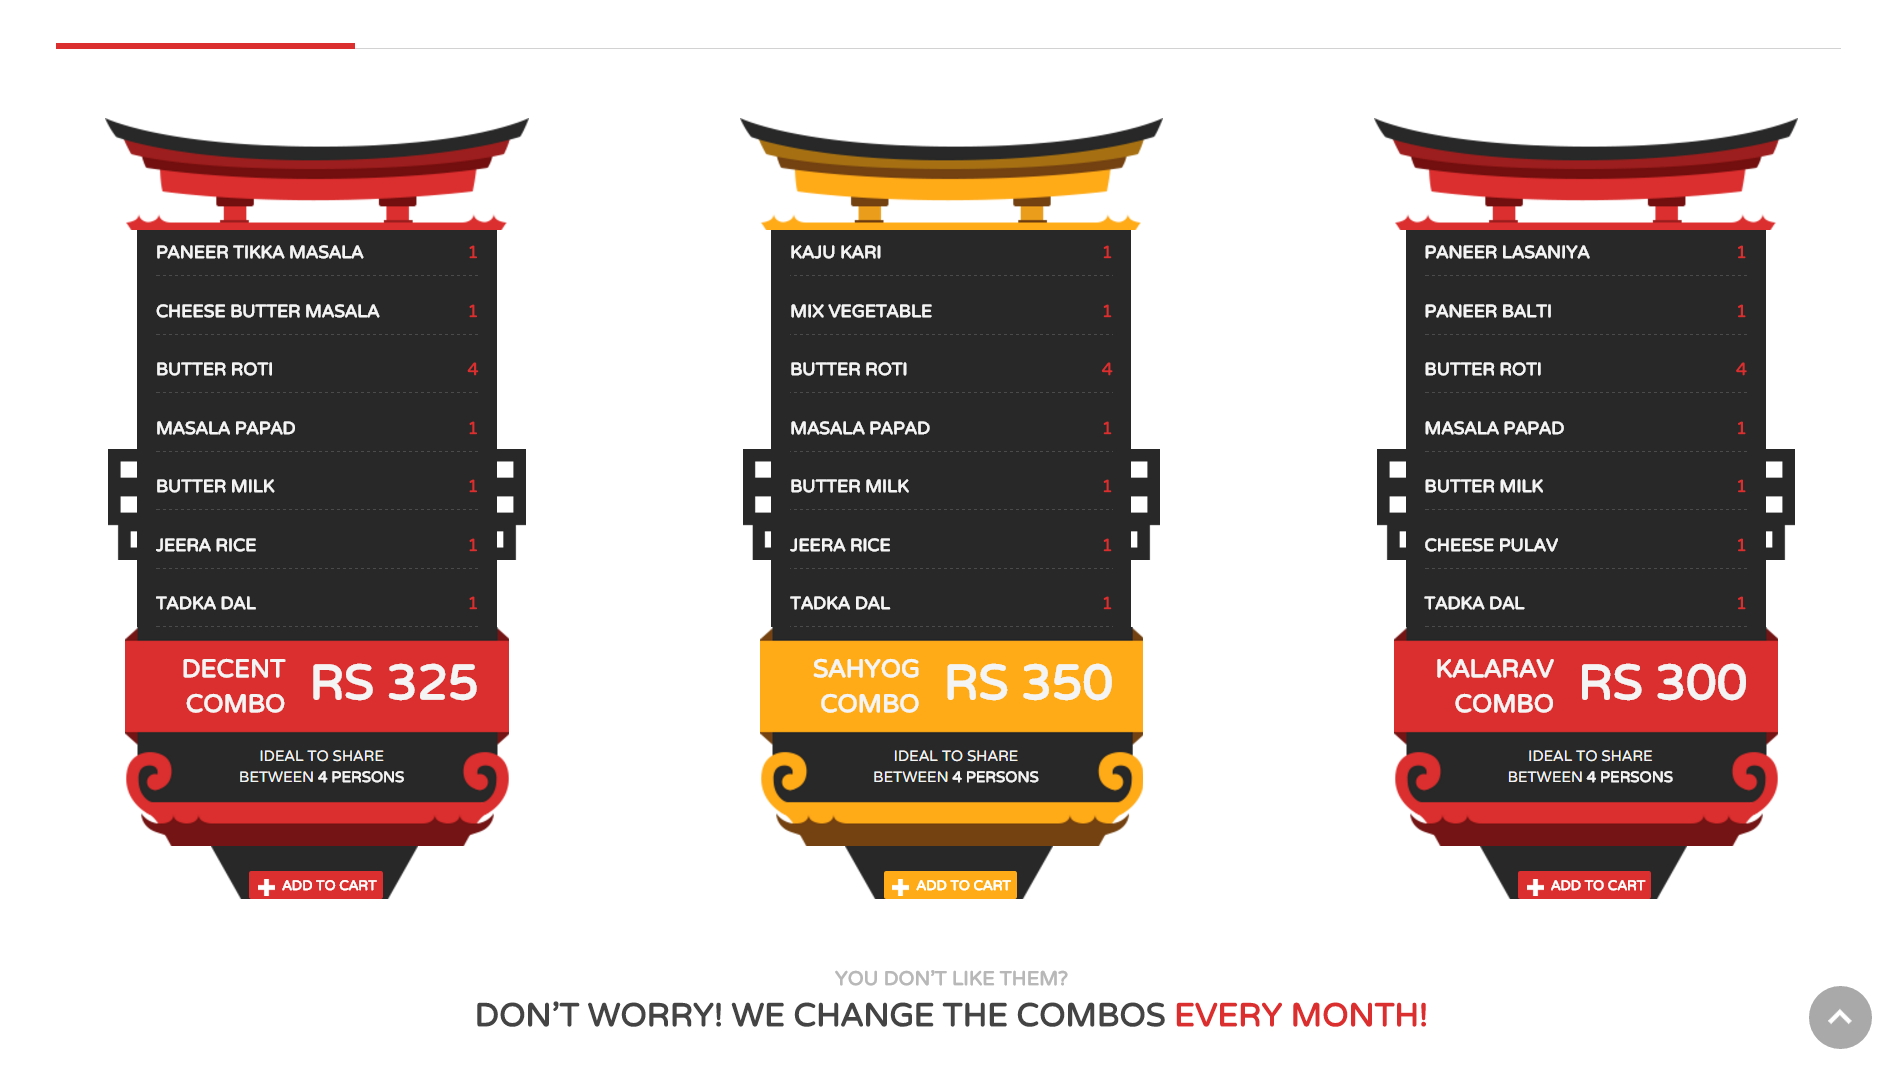 PANEER TIKKA MASALA 1
CHEESE BUTTER MASALA 1
BUTTER ROTI 4
MASALA PAPAD 1
BUTTER MILK 1
JEERA RICE 1
TADKA DAL 1
DECENT
COMBO
RS 325
IDEAL TO SHARE
BETWEEN 4 PERSONS
ADD TO CART
KAJU KARI 1
MIX VEGETABLE 1
BUTTER ROTI 4
MASALA PAPAD 1
BUTTER MILK 1
JEERA RICE 1
TADKA DAL 1
SAHYOG
COMBO
RS 350
IDEAL TO SHARE
BETWEEN 4 PERSONS
ADD TO CART
PANEER LASANIYA 1
PANEER BALTI 1
BUTTER ROTI 4
MASALA PAPAD 1
BUTTER MILK 1
CHEESE PULAV 1
TADKA DAL 1
KALARAV
COMBO
RS 300
IDEAL TO SHARE
BETWEEN 4 PERSONS
ADD TO CART
YOU DON’T LIKE THEM?
DON’T WORRY! WE CHANGE THE COMBOS EVERY MONTH!